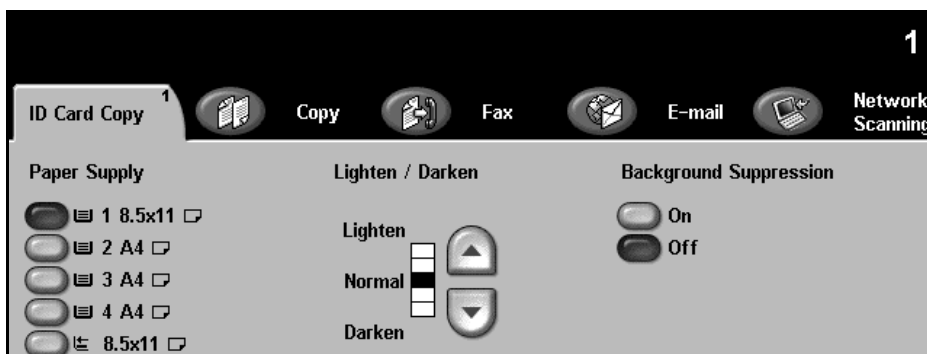 1
ID Card Copy 1
Copy
Fax
E-mail
Network
Scanning
Paper Supply
1 8.5x11
2 A4
3 A4
4 A4
8.5x11
Lighten / Darken
Lighten
Normal
Darken
Background Suppression
On
Off